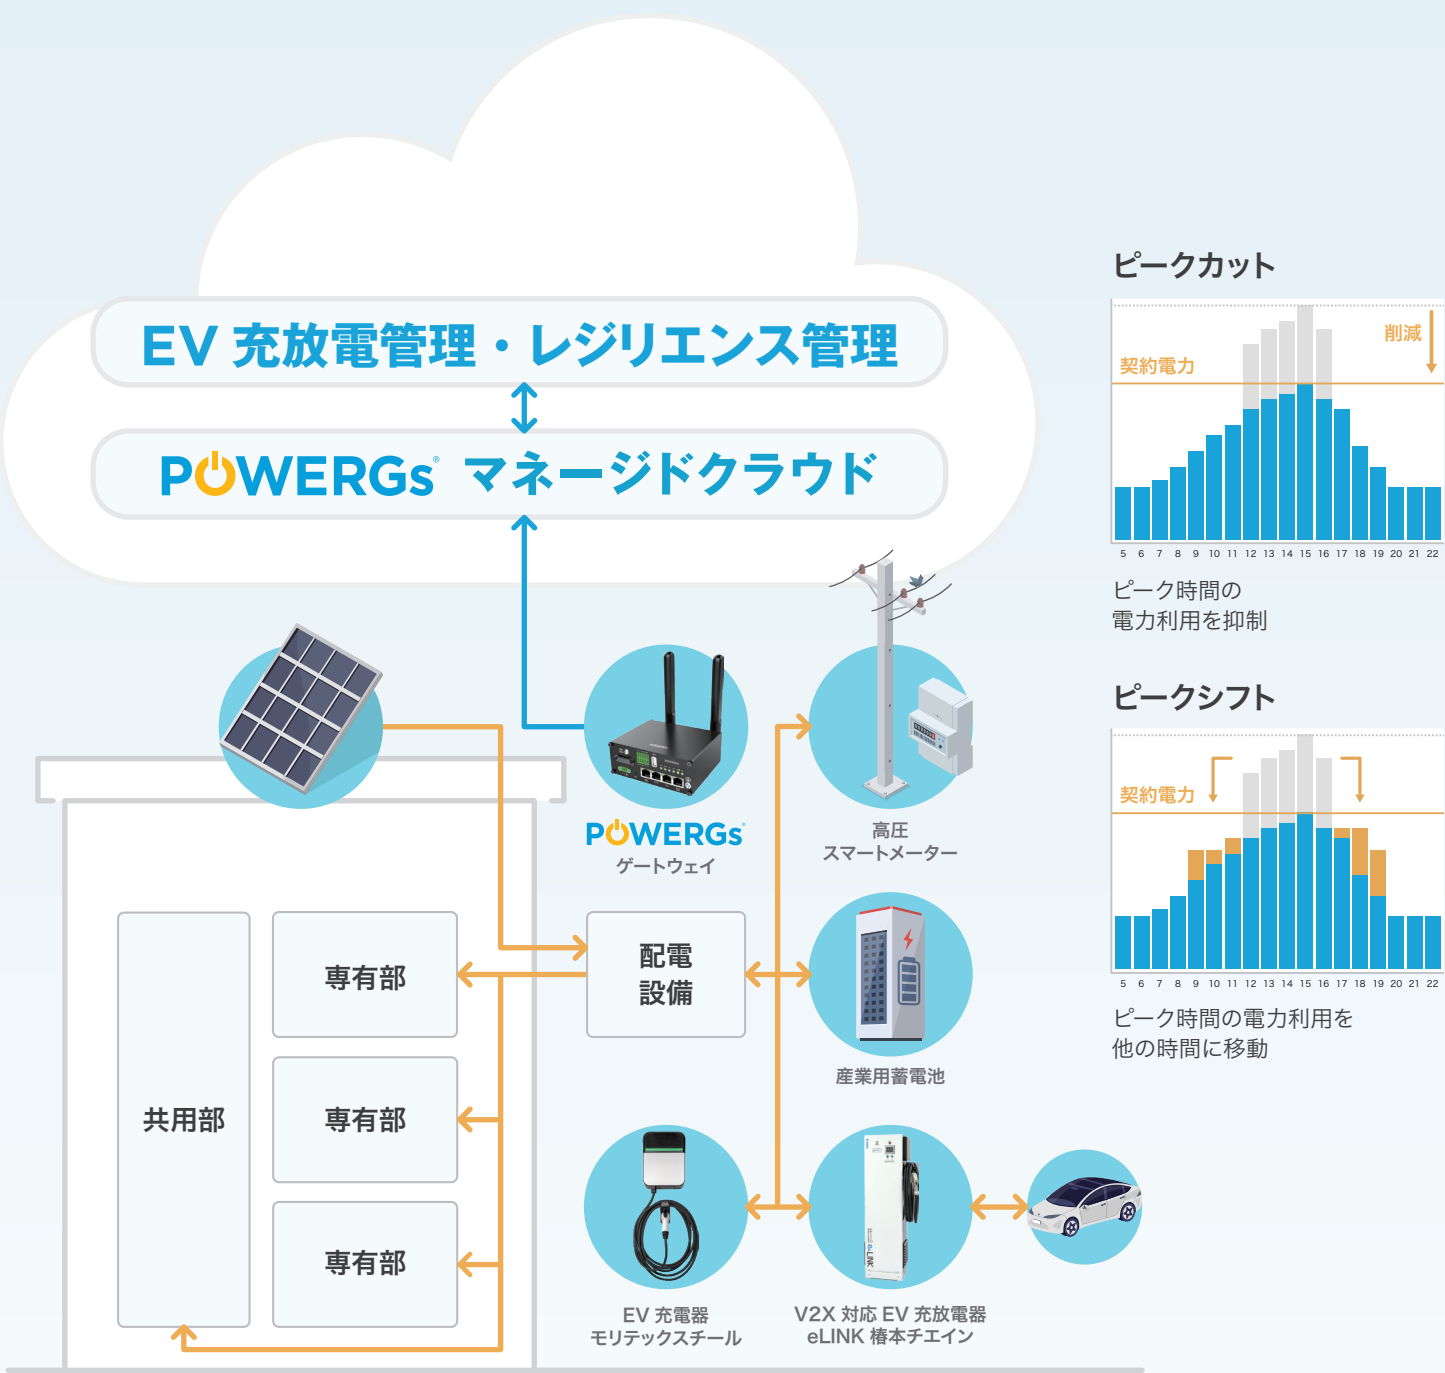 EV 充放電管理・レジリエンス管理
POWERGs® マネージドクラウド
POWERGs®
ゲートウェイ
高圧
スマートメーター
配電
設備
産業用蓄電池
共用部
専有部
専有部
専有部
EV 充電器
モリテックスチール
eLINK
V2X 対応 EV 充放電器
eLINK 椿本チエイン
ピークカット
削減
契約電力
5 6 7 8 9 10 11 12 13 14 15 16 17 18 19 20 21 22
ピーク時間の
電力利用を抑制
ピークシフト
契約電力
5 6 7 8 9 10 11 12 13 14 15 16 17 18 19 20 21 22
ピーク時間の電力利用を
他の時間に移動